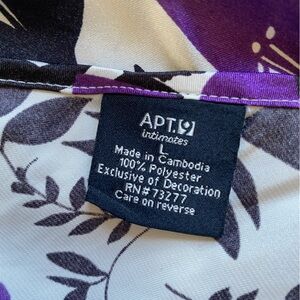 APT.9
intimates
L
Made in Cambodia
100% Polyester
Exclusive of Decoration
RN#73277
Care on reverse